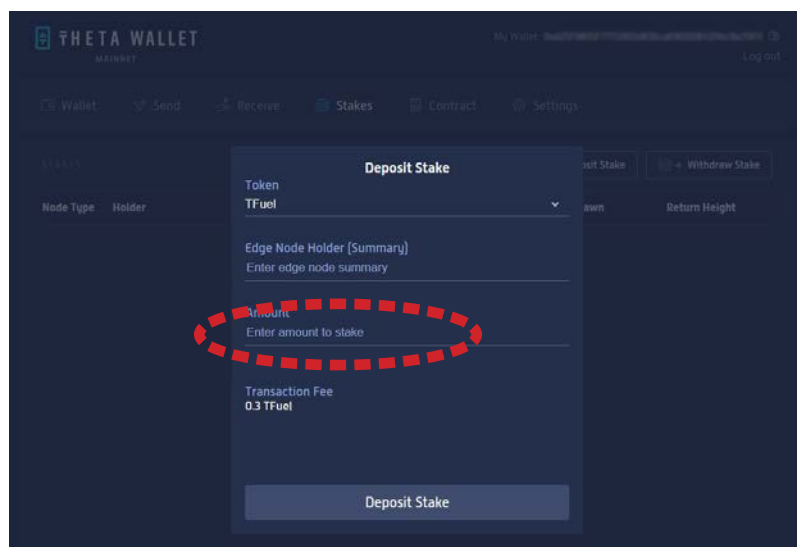 THETA WALLET
MAINNET
My Wallet:
Log out
Wallet Send Receive Stakes Contract Settings
STAKES
osit Stake Withdraw Stake
Node Type Holder awn Return Height
Deposit Stake
Token
TFuel
Edge Node Holder (Summary)
Enter edge node summary
Amount
Enter amount to stake
Transaction Fee
0.3 TFuel
Deposit Stake